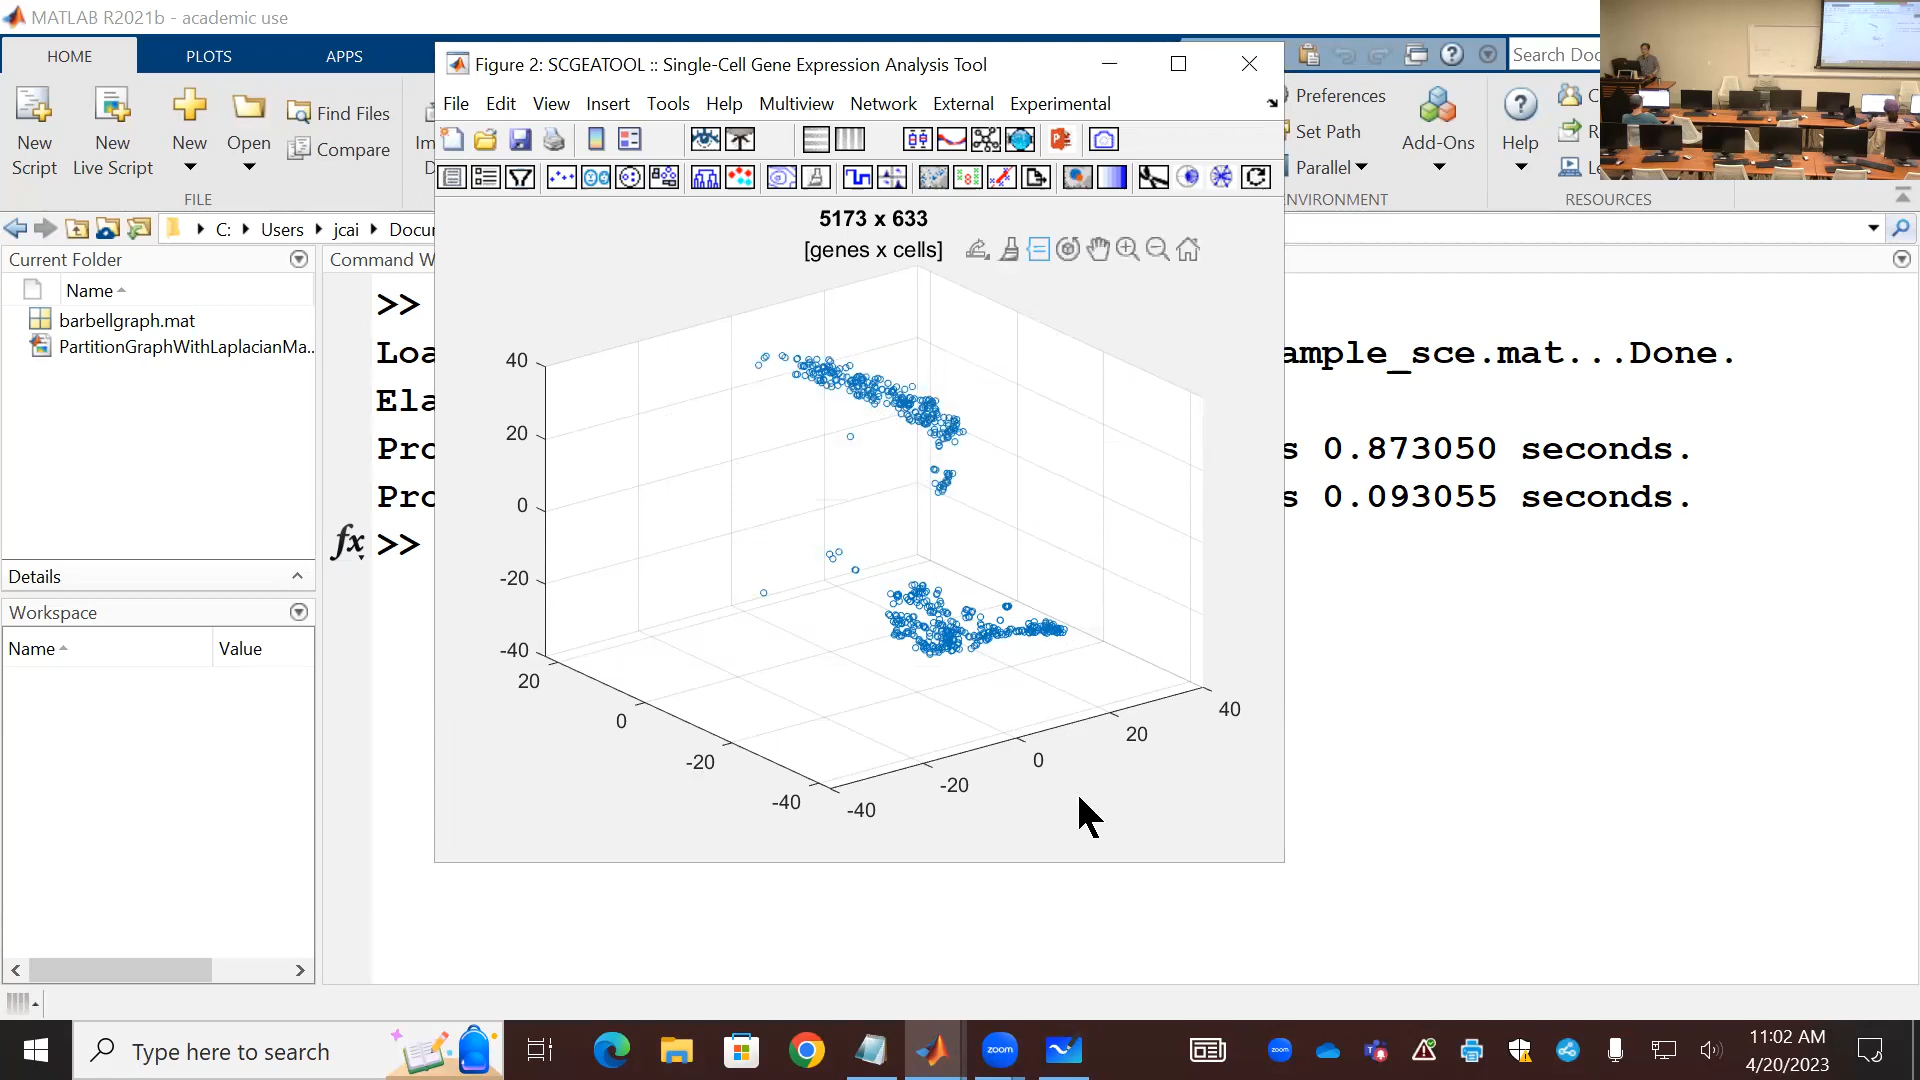 MATLAB R2021b - academic use
HOME
PLOTS
APPS
Search Doc
New
Script
New
Live Script
New
Open
Find Files
Compare
Im
D
FILE
Preferences
Set Path
Parallel
Add-Ons
Help
C
R
Le
NVIRONMENT
RESOURCES
C:
Users
jcai
Docur
Figure 2: SCGEATOOL :: Single-Cell Gene Expression Analysis Tool
File Edit View Insert Tools Help Multiview Network External Experimental
5173 x 633
[genes x cells]
40
20
0
-20
-40
20
0
-20
-40
-40
-20
0
20
40
Current Folder
Name
barbellgraph.mat
PartitionGraphWithLaplacianMa...
Details
Workspace
Name
Value
Command W
>>
Loa
ample_sce.mat...Done.
Ela
Pro
s 0.873050 seconds.
Pro
s 0.093055 seconds.
fx >>
Type here to search
zoom
zoom
11:02 AM
4/20/2023